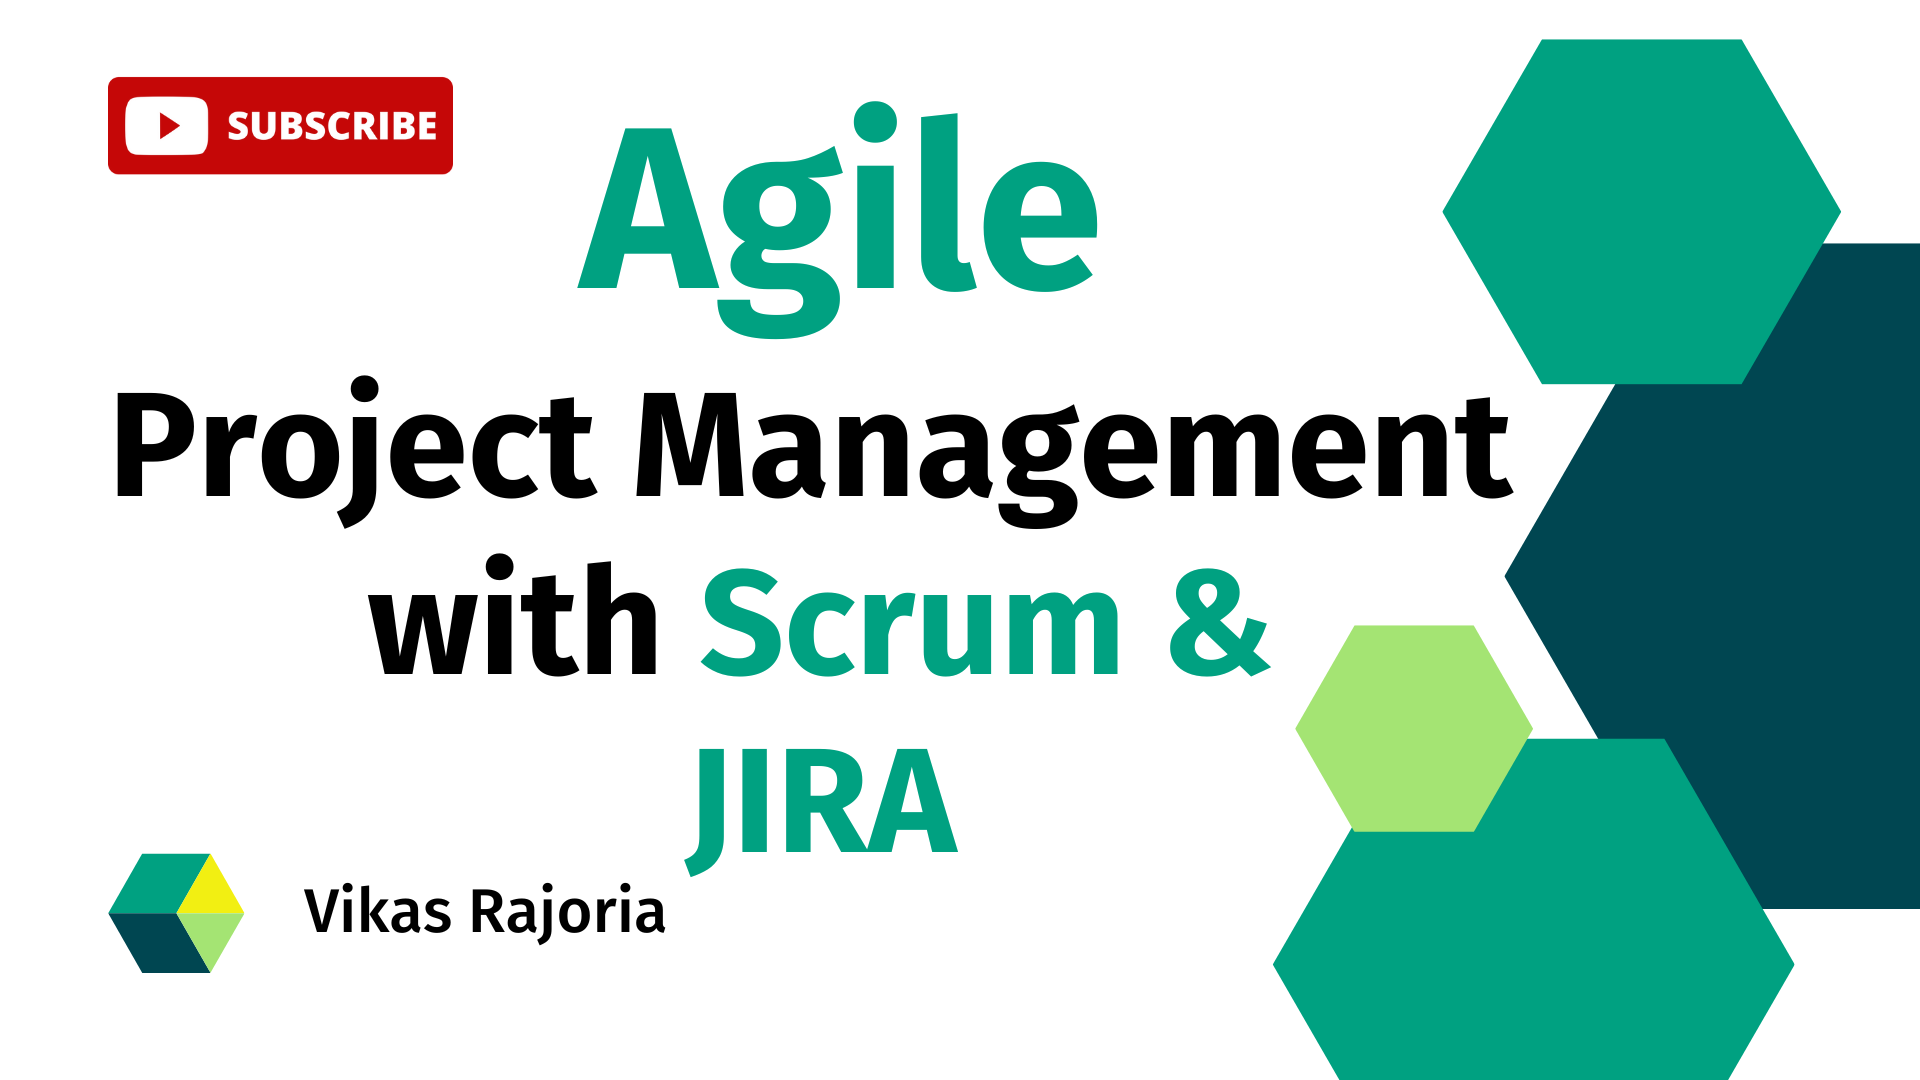 SUBSCRIBE
Agile
Project Management
with Scrum &
JIRA
Vikas Rajoria